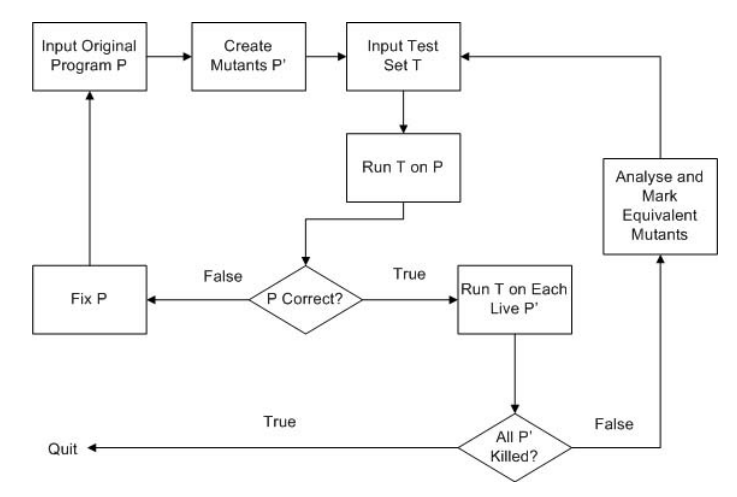 Input Original
Program P
Create
Mutants P'
Input Test
Set T
Run T on P
Analyse and
Mark
Equivalent
Mutants
Fix P
False
P Correct?
True
Run T on Each
Live P'
True
All P'
Killed?
False
Quit